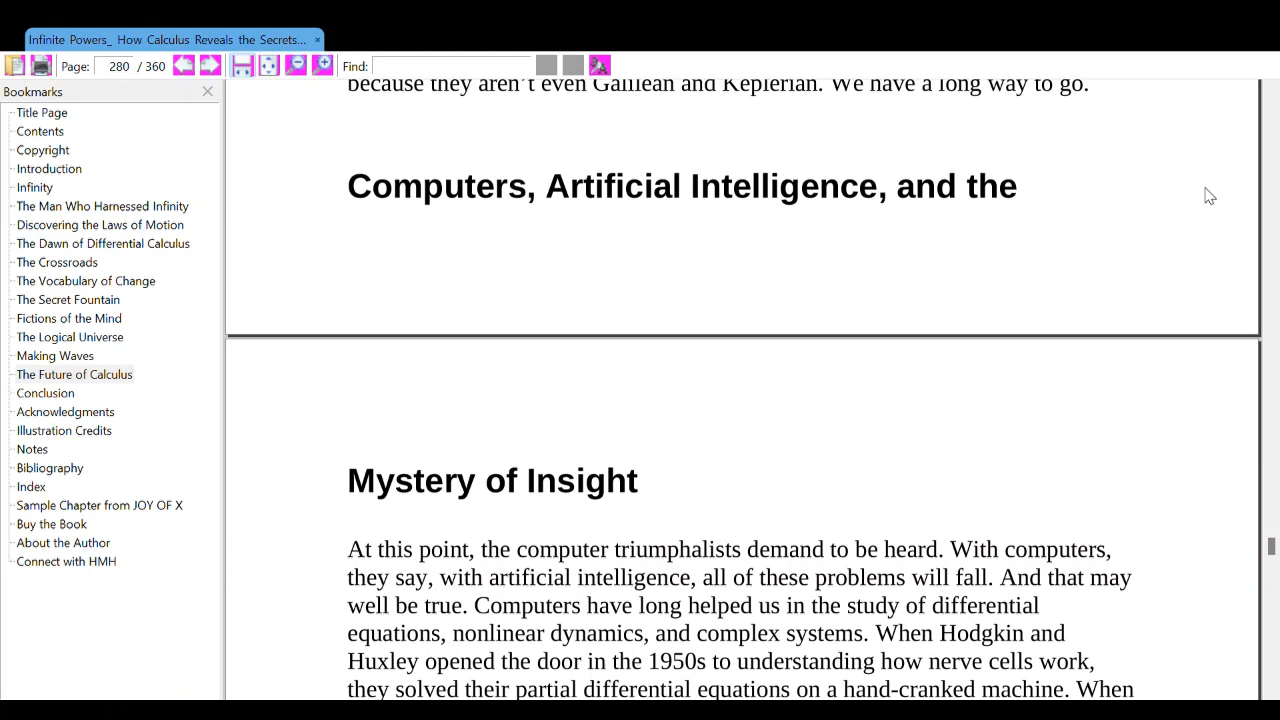 Infinite Powers_ How Calculus Reveals the Secrets... ×
Page: 280 / 360 Find:
Bookmarks
Title Page
Contents
Copyright
Introduction
Infinity
The Man Who Harnessed Infinity
Discovering the Laws of Motion
The Dawn of Differential Calculus
The Crossroads
The Vocabulary of Change
The Secret Fountain
Fictions of the Mind
The Logical Universe
Making Waves
The Future of Calculus
Conclusion
Acknowledgments
Illustration Credits
Notes
Bibliography
Index
Sample Chapter from JOY OF X
Buy the Book
About the Author
Connect with HMH
because they aren't even Galilean and Keplerian. We have a long way to go.
Computers, Artificial Intelligence, and the
Mystery of Insight
At this point, the computer triumphalists demand to be heard. With computers,
they say, with artificial intelligence, all of these problems will fall. And that may
well be true. Computers have long helped us in the study of differential
equations, nonlinear dynamics, and complex systems. When Hodgkin and
Huxley opened the door in the 1950s to understanding how nerve cells work,
they solved their partial differential equations on a hand-cranked machine. When